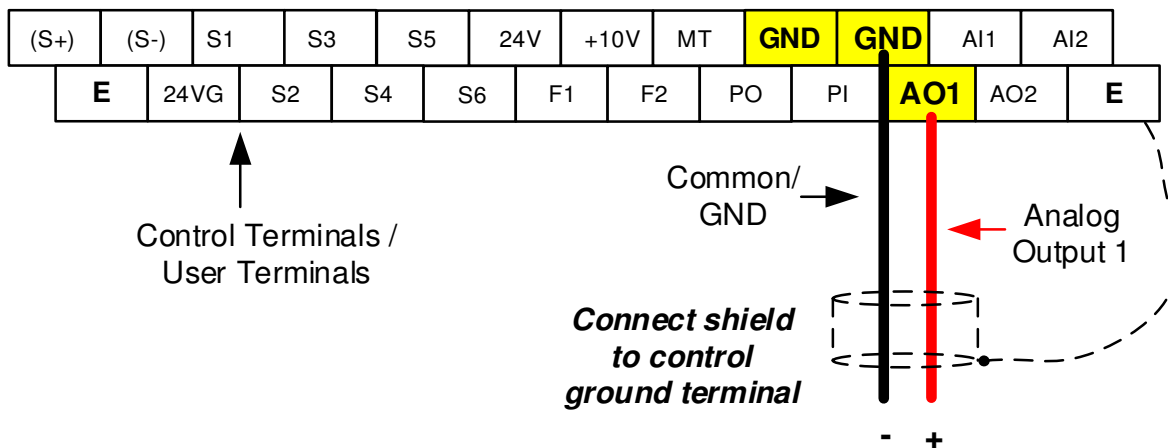 (S+) (S-) S1 S3 S5 24V +10V MT GND GND AI1 AI2
E 24VG S2 S4 S6 F1 F2 PO PI AO1 AO2 E
Control Terminals /
User Terminals
Common/
GND
Analog
Output 1
Connect shield
to control
ground terminal
- +